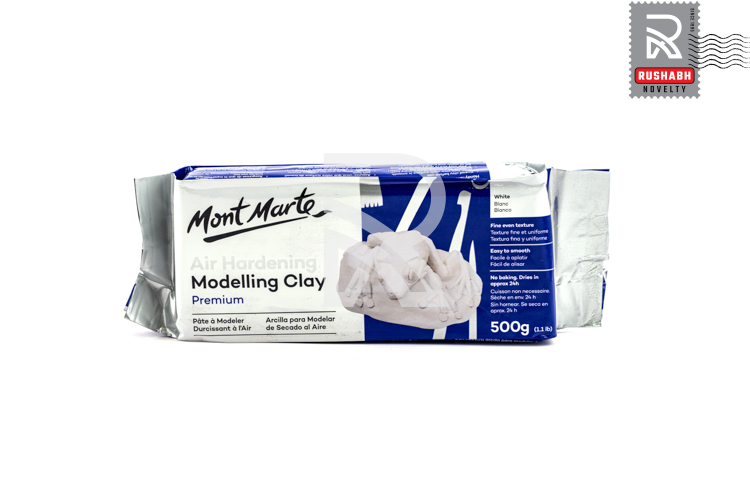 RUSHABH
NOVELTY
Mont Marte
Air Hardening
Modelling Clay
Premium
Pâte à Modeler
Durcissant à l'Air
Arcilla para Modelar
de Secado al Aire
White
Blanc
Blanco
Fine even texture
Texture fine et uniforme
Textura fina y uniforme
Easy to smooth
Facile à aplatir
Fácil de alisar
No baking. Dries in
approx 24h
Cuisson non necessaire.
Sèche en env. 24 h
Sin hornear. Se seca en
aprox. 24 h
500g (1.1 lb)